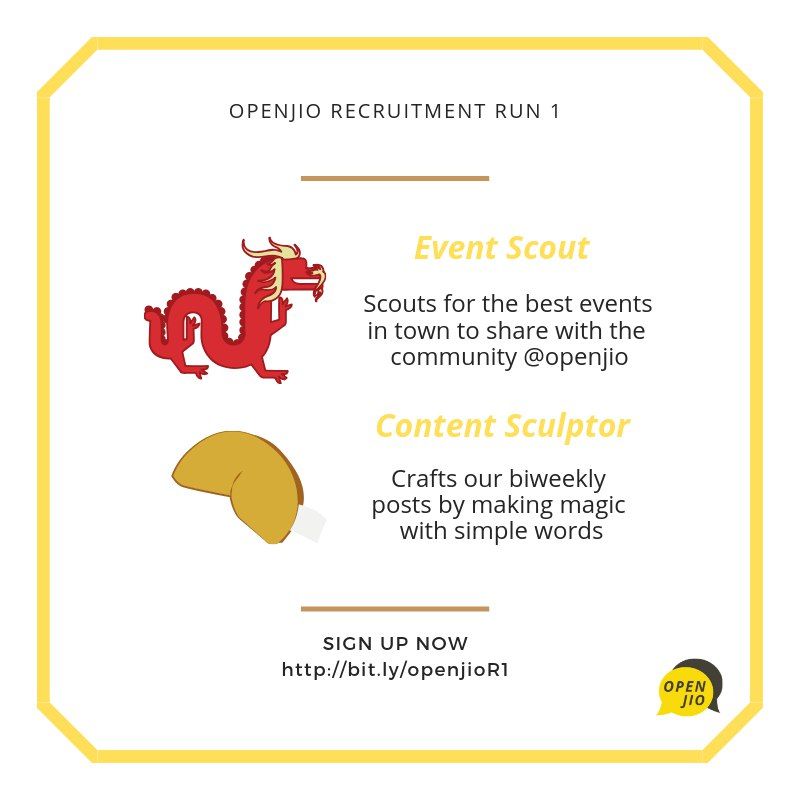 OPENJIO RECRUITMENT RUN 1
Event Scout
Scouts for the best events
in town to share with the
community @openjio
Content Sculptor
Crafts our biweekly
posts by making magic
with simple words
SIGN UP NOW
http://bit.ly/openjioR1
OPEN
JIO